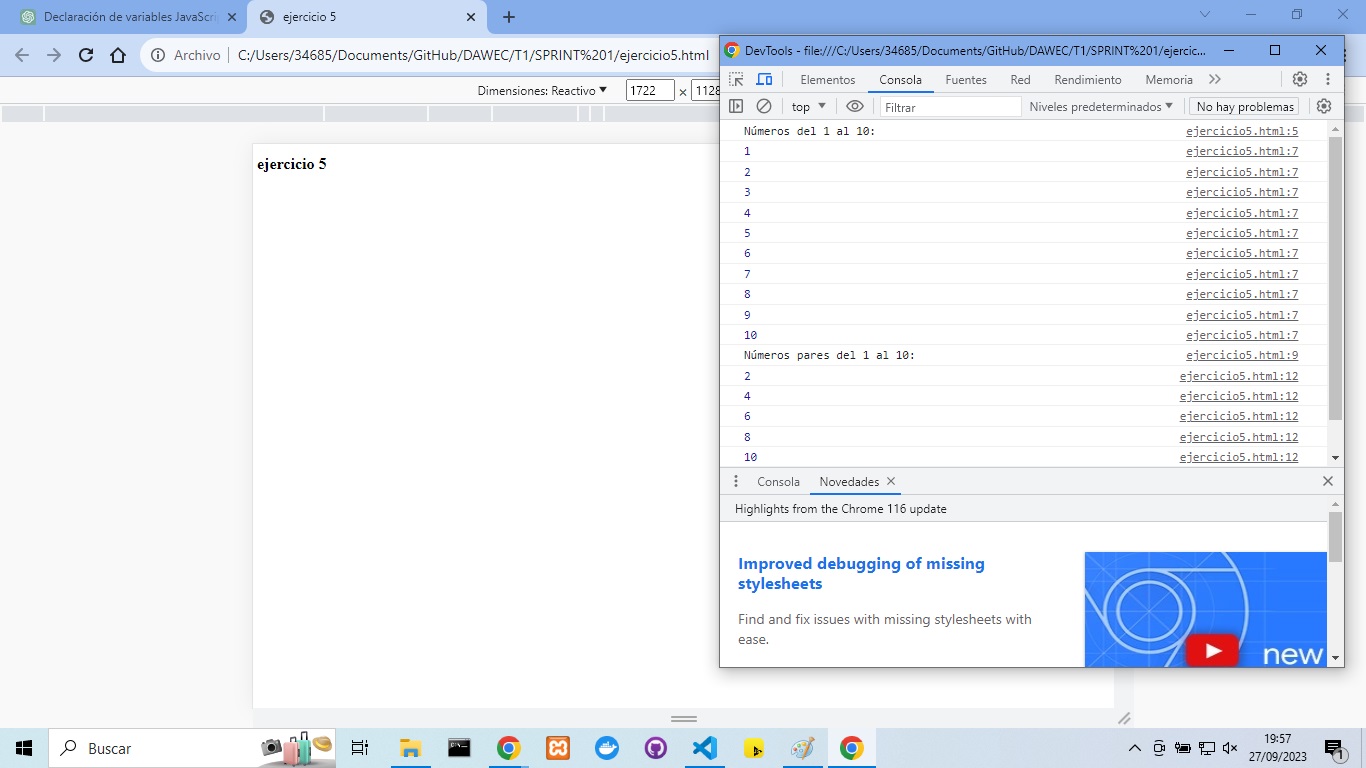 Declaración de variables JavaScri
ejercicio 5
Archivo
C:/Users/34685/Documents/GitHub/DAWEC/T1/SPRINT%201/ejercicio5.html
Dimensiones: Reactivo ▼ 1722 × 1128
ejercicio 5
DevTools - file:///C:/Users/34685/Documents/GitHub/DAWEC/T1/SPRINT%201/ejercic...
Elementos Consola Fuentes Red Rendimiento Memoria
top ▼ Filtrar Niveles predeterminados ▼ No hay problemas
Números del 1 al 10: ejercicio5.html:5
1 ejercicio5.html:7
2 ejercicio5.html:7
3 ejercicio5.html:7
4 ejercicio5.html:7
5 ejercicio5.html:7
6 ejercicio5.html:7
7 ejercicio5.html:7
8 ejercicio5.html:7
9 ejercicio5.html:7
10 ejercicio5.html:7
Números pares del 1 al 10: ejercicio5.html:9
2 ejercicio5.html:12
4 ejercicio5.html:12
6 ejercicio5.html:12
8 ejercicio5.html:12
10 ejercicio5.html:12
Consola Novedades
Highlights from the Chrome 116 update
Improved debugging of missing
stylesheets
Find and fix issues with missing stylesheets with
ease.
new
Buscar
19:57
27/09/2023
1